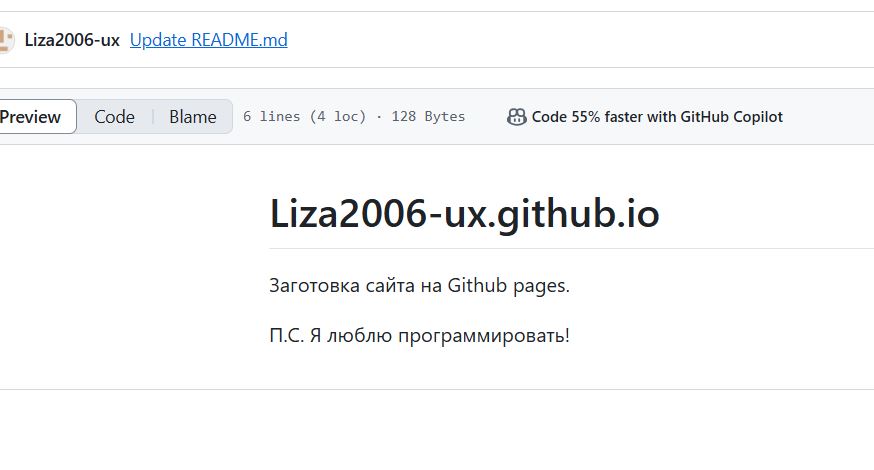 Liza2006-ux Update README.md
Preview Code Blame 6 lines (4 loc) · 128 Bytes Code 55% faster with GitHub Copilot
Liza2006-ux.github.io
Заготовка сайта на Github pages.
П.С. Я люблю программировать!